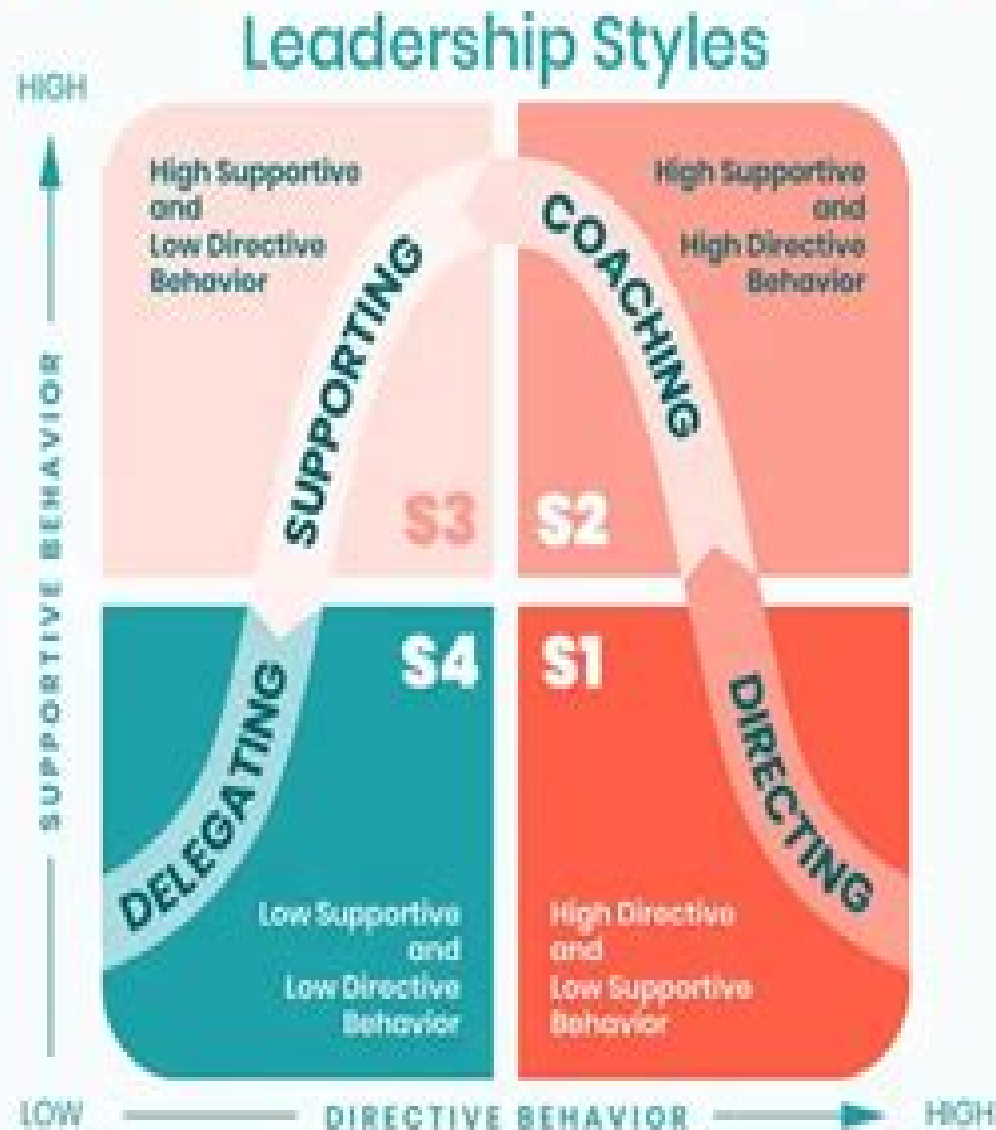 Leadership Styles
HIGH
High Supportive
and
Low Directive
Behavior
SUPPORTING
S3
High Supportive
and
High Directive
Behavior
COACHING
S2
SUPPORTIVE BEHAVIOR
S4
DELEGATING
Low Supportive
and
Low Directive
Behavior
S1
DIRECTING
High Directive
and
Low Supportive
Behavior
LOW
DIRECTIVE BEHAVIOR
HIGH